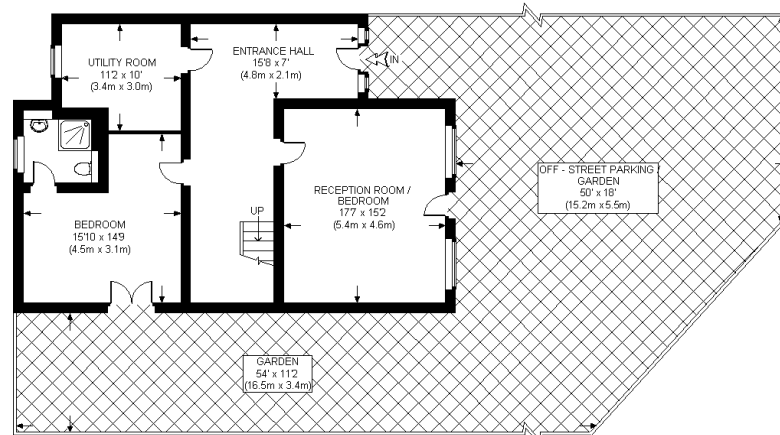 UTILITY ROOM
11'2 x 10'
(3.4m x 3.0m)
ENTRANCE HALL
15'8 x 7'
(4.8m x 2.1m)
IN
RECEPTION ROOM /
BEDROOM
17'7 x 15'2
(5.4m x 4.6m)
OFF - STREET PARKING /
GARDEN
50' x 18'
(15.2m x 5.5m)
UP
BEDROOM
15'10 x 14'9
(4.5m x 3.1m)
GARDEN
54' x 11'2
(16.5m x 3.4m)